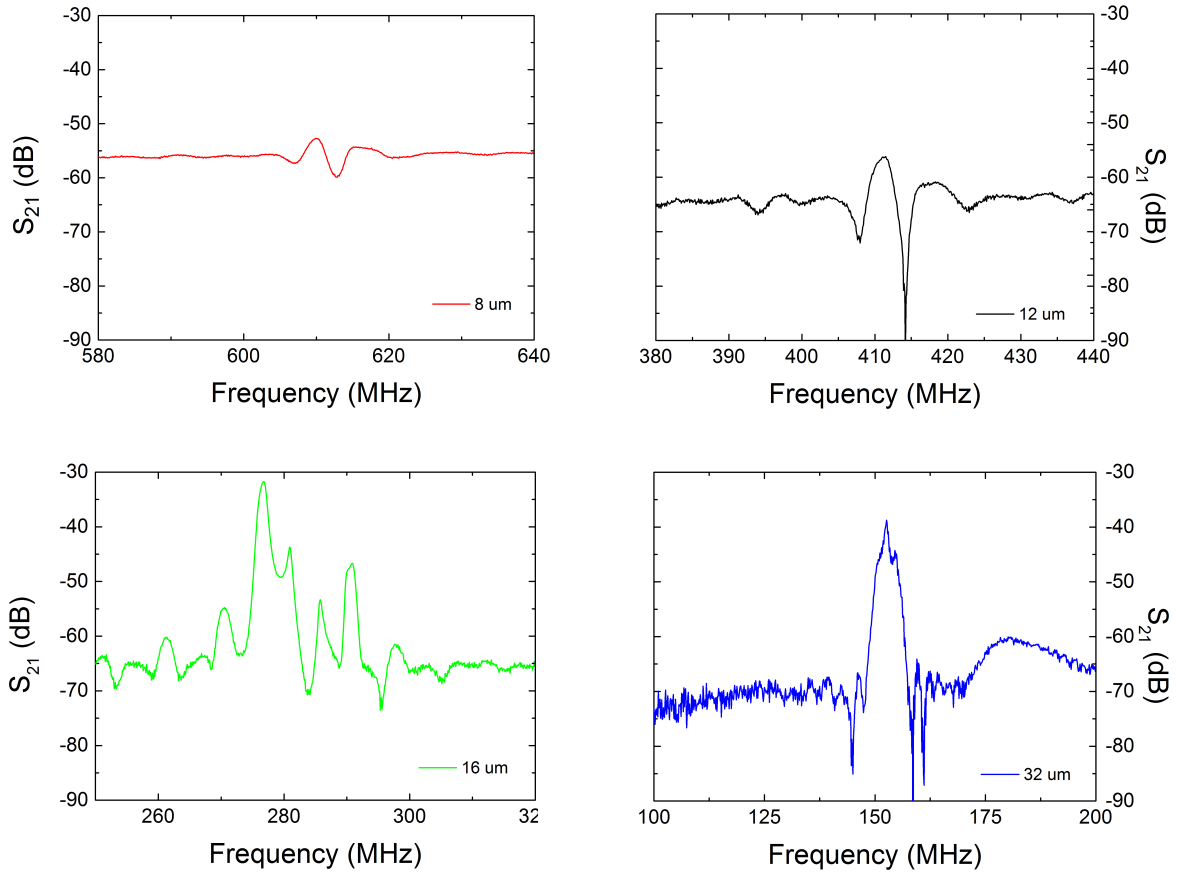 -30
-40
-50
-60
-70
-80
-90
S21 (dB)
580 600 620 640
Frequency (MHz)
8 um
-30
-40
-50
-60
-70
-80
-90
S21 (dB)
380 390 400 410 420 430 440
Frequency (MHz)
12 um
-30
-40
-50
-60
-70
-80
-90
S21 (dB)
260 280 300 32
Frequency (MHz)
16 um
-30
-40
-50
-60
-70
-80
-90
S21 (dB)
100 125 150 175 200
Frequency (MHz)
32 um